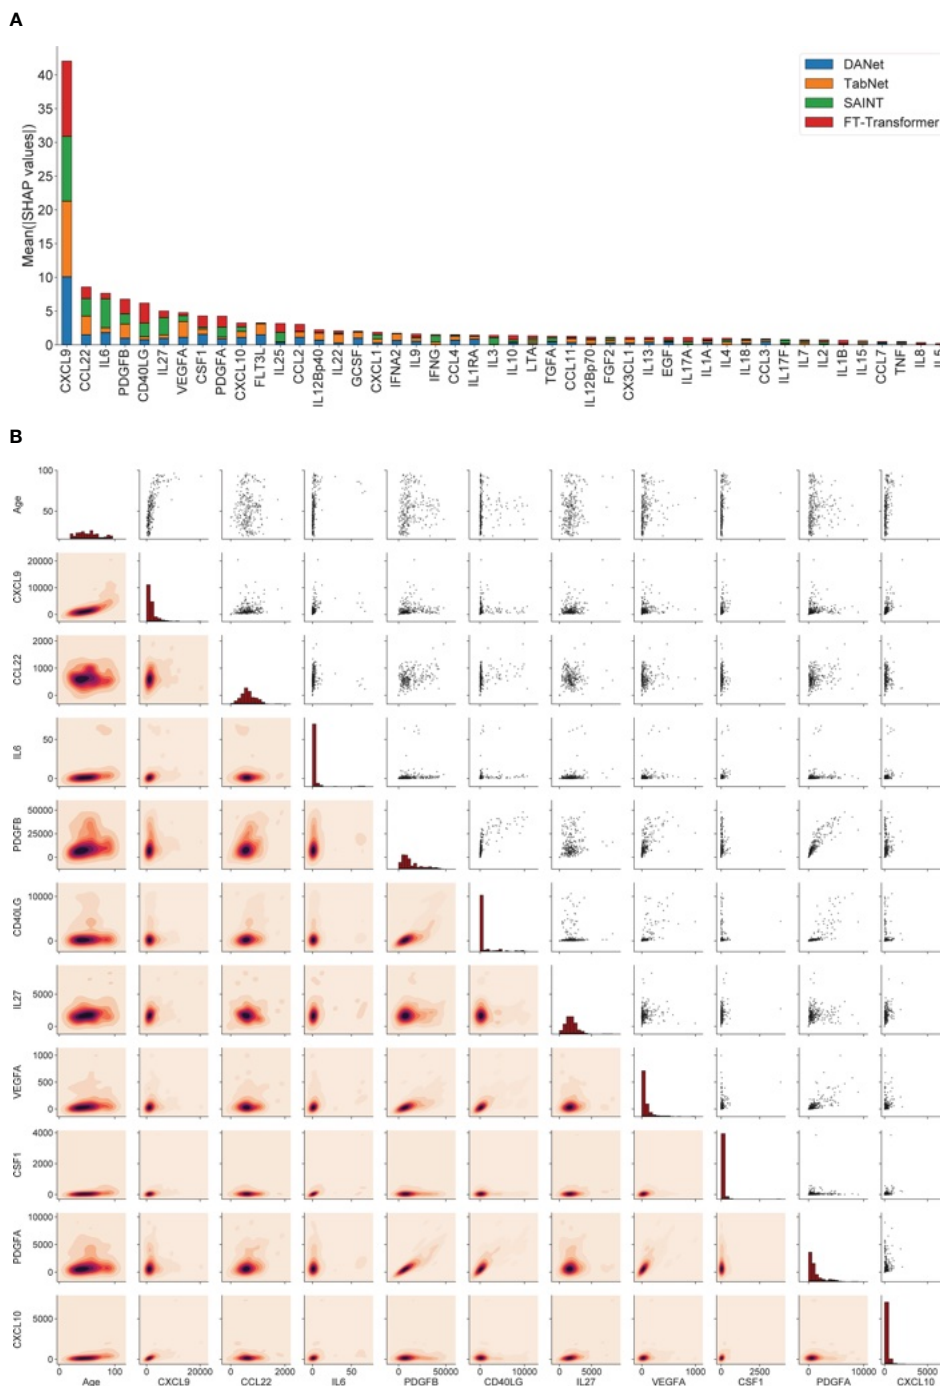 A
DANet
TabNet
SAINT
FT-Transformer
Mean(|SHAP values|)
40
35
30
25
20
15
10
5
0
CXCL9
CCL22
IL6
PDGFB
CD40LG
IL27
VEGFA
CSF1
PDGFA
CXCL10
FLT3L
IL25
CCL2
IL12Bp40
IL22
GCSF
CXCL1
IFNA2
IL9
IFNG
CCL4
IL1RA
IL3
IL10
LTA
TGFA
CCL11
IL12Bp70
FGF2
CX3CL1
IL13
EGF
IL17A
IL1A
IL4
IL18
CCL3
IL17F
IL7
IL2
IL1B
IL15
CCL7
TNF
IL8
IL5
B
Age
100
50
CXCL9
20000
10000
0
CCL22
2000
1000
0
IL6
50
0
PDGFB
50000
25000
0
CD40LG
10000
0
IL27
5000
0
VEGFA
1000
500
0
CSF1
4000
2000
0
PDGFA
10000
5000
0
CXCL10
5000
0
0 100 0 20000 0 2000 0 50 0 50000 0 10000 0 5000 0 1000 0 2500 0 10000 0 5000
Age CXCL9 CCL22 IL6 PDGFB CD40LG IL27 VEGFA CSF1 PDGFA CXCL10